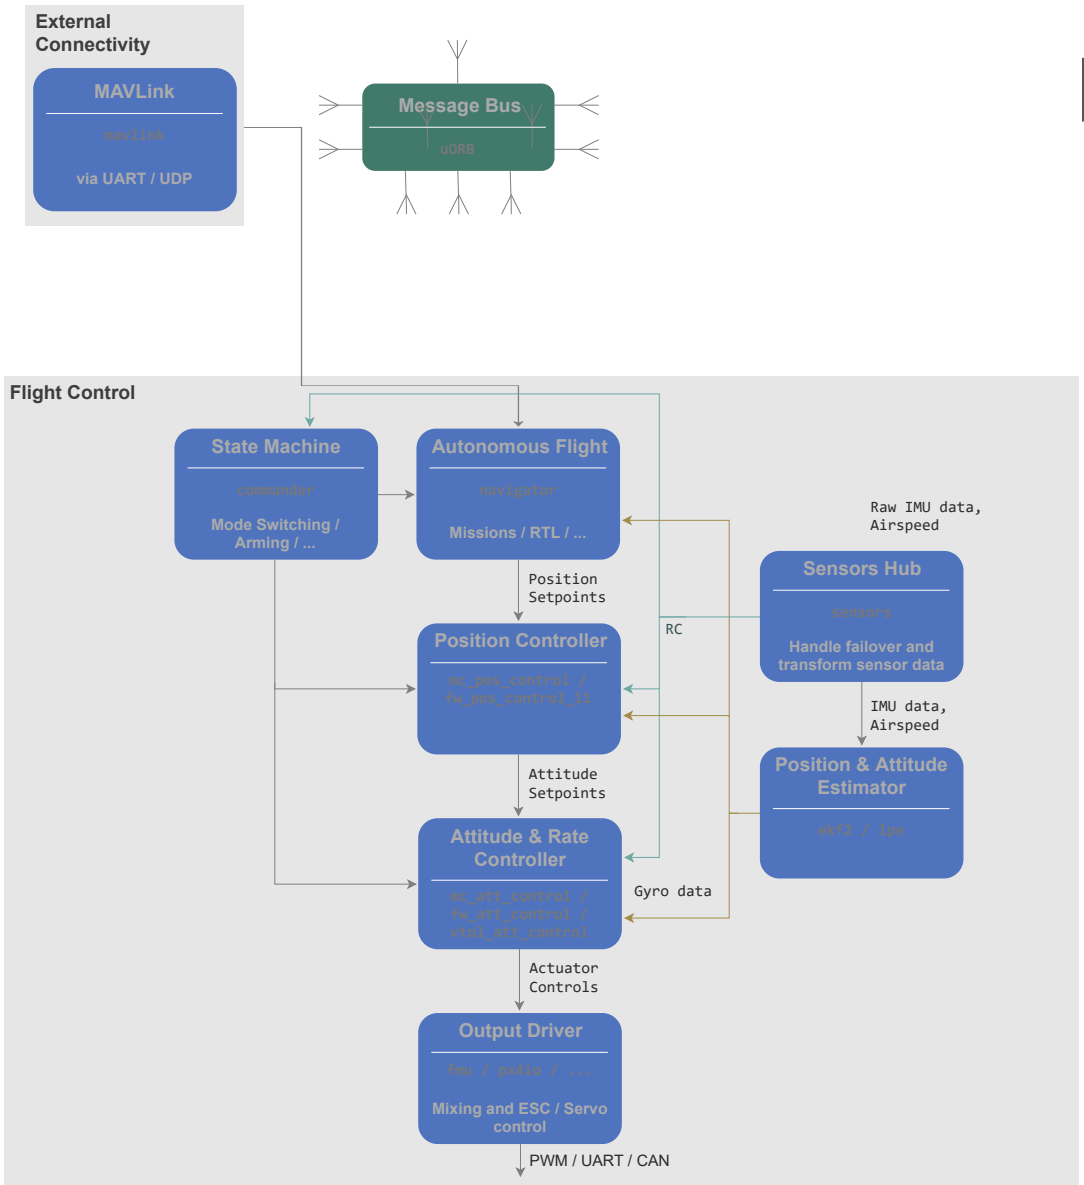 External
Connectivity
MAVLink
mavlink
via UART / UDP
Message Bus
uORB
Flight Control
State Machine
commander
Mode Switching /
Arming / ...
Autonomous Flight
navigator
Missions / RTL / ...
Raw IMU data,
Airspeed
Sensors Hub
sensors
Handle failover and
transform sensor data
Position
Setpoints
RC
Position Controller
mc_pos_control /
fw_pos_control_l1
IMU data,
Airspeed
Position & Attitude
Estimator
ekf2 / lpe
Attitude
Setpoints
Attitude & Rate
Controller
mc_att_control /
fw_att_control /
vtol_att_control
Gyro data
Actuator
Controls
Output Driver
fmu / px4io / ...
Mixing and ESC / Servo
control
PWM / UART / CAN